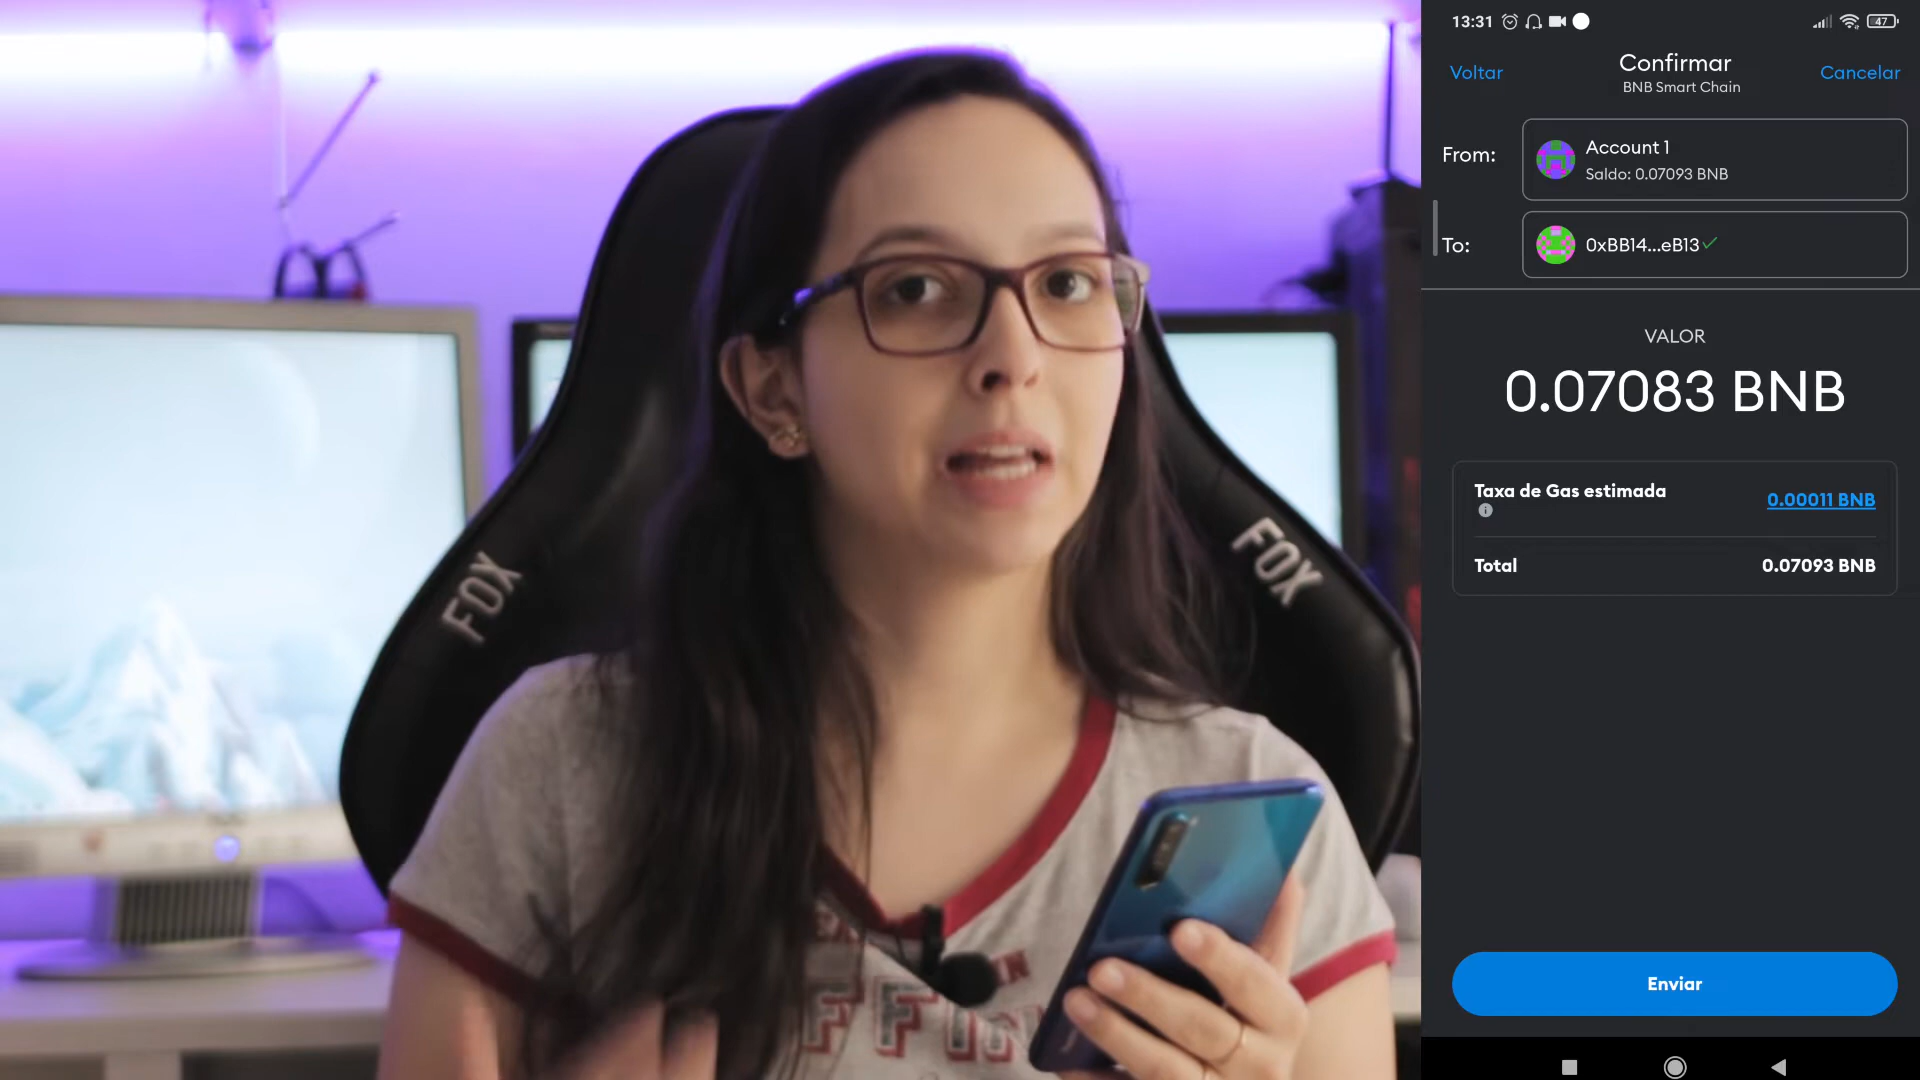 13:31
47
Voltar
Confirmar
Cancelar
BNB Smart Chain
From:
Account 1
Saldo: 0.07093 BNB
To:
0xBB14...eB13
VALOR
0.07083 BNB
Taxa de Gas estimada
0.00011 BNB
Total
0.07093 BNB
Enviar
FOX
FOX